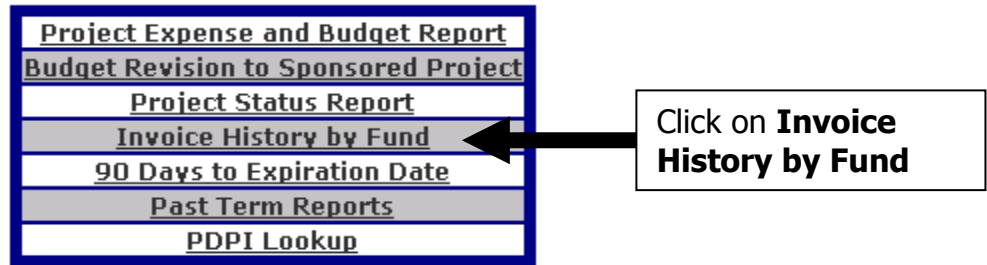 Project Expense and Budget Report
Budget Revision to Sponsored Project
Project Status Report
Invoice History by Fund
90 Days to Expiration Date
Past Term Reports
PDPI Lookup
Click on Invoice
History by Fund